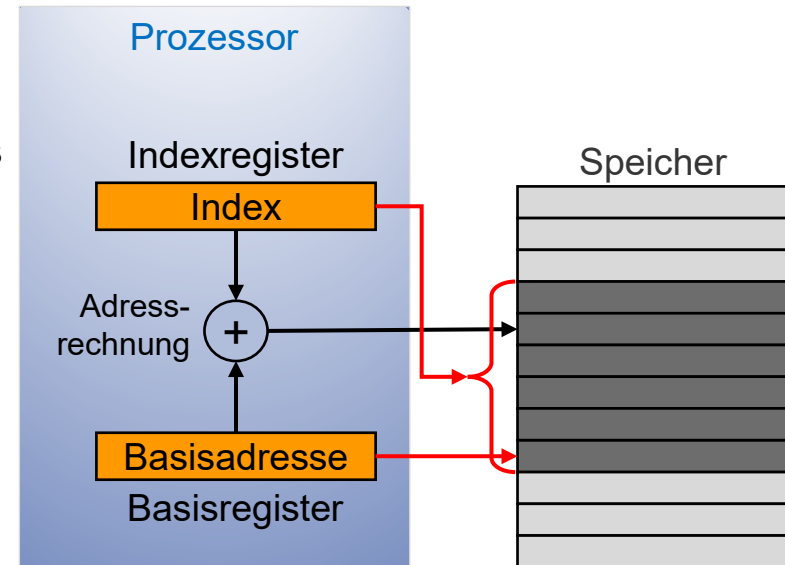 Prozessor
s
Indexregister
Speicher
Index
Adress-
rechnung
+
Basisadresse
Basisregister